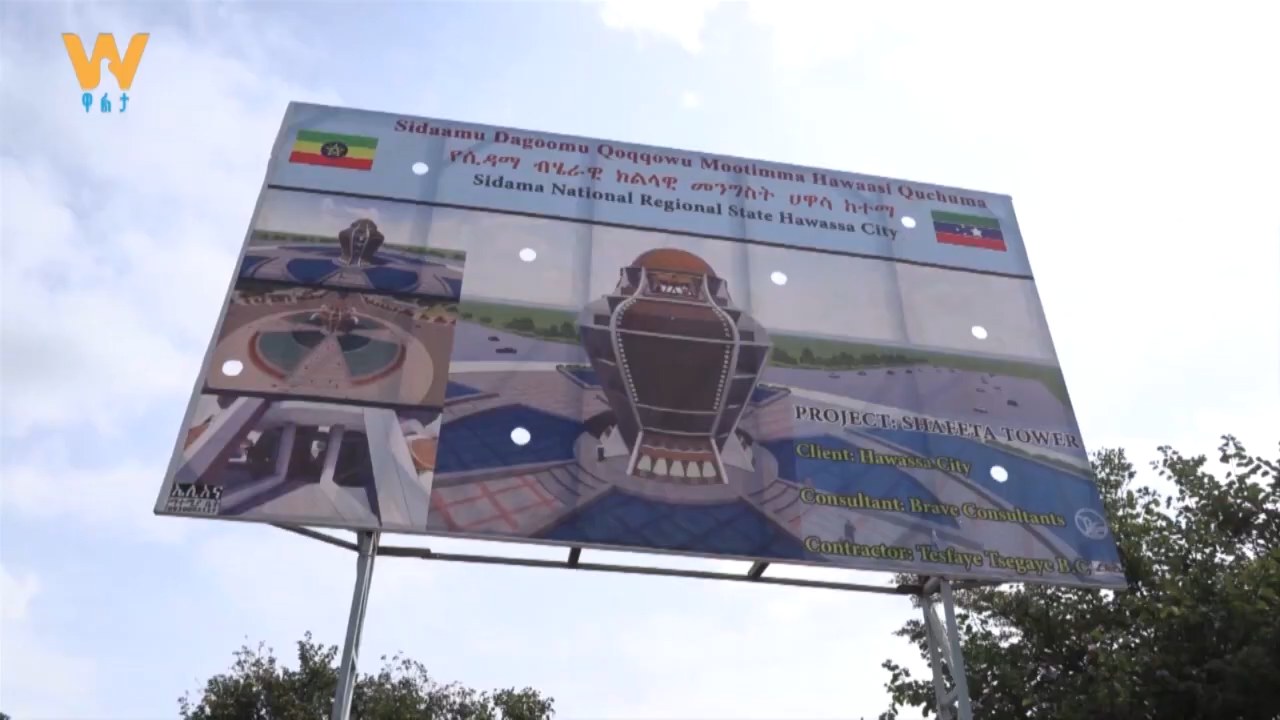 W
ዋልታ
Sidaamu Dagoomu Qoqqowu Mootimma Hawaasi Quchuma
የሲዳማ ብሄራዊ ክልላዊ መንግስት ሀዋሳ ከተማ
Sidama National Regional State Hawassa City
PROJECT: SHAFETA TOWER
Client: Hawassa City
Consultant: Brave Consultants
Contractor: Tesfaye Tsegaye B.C